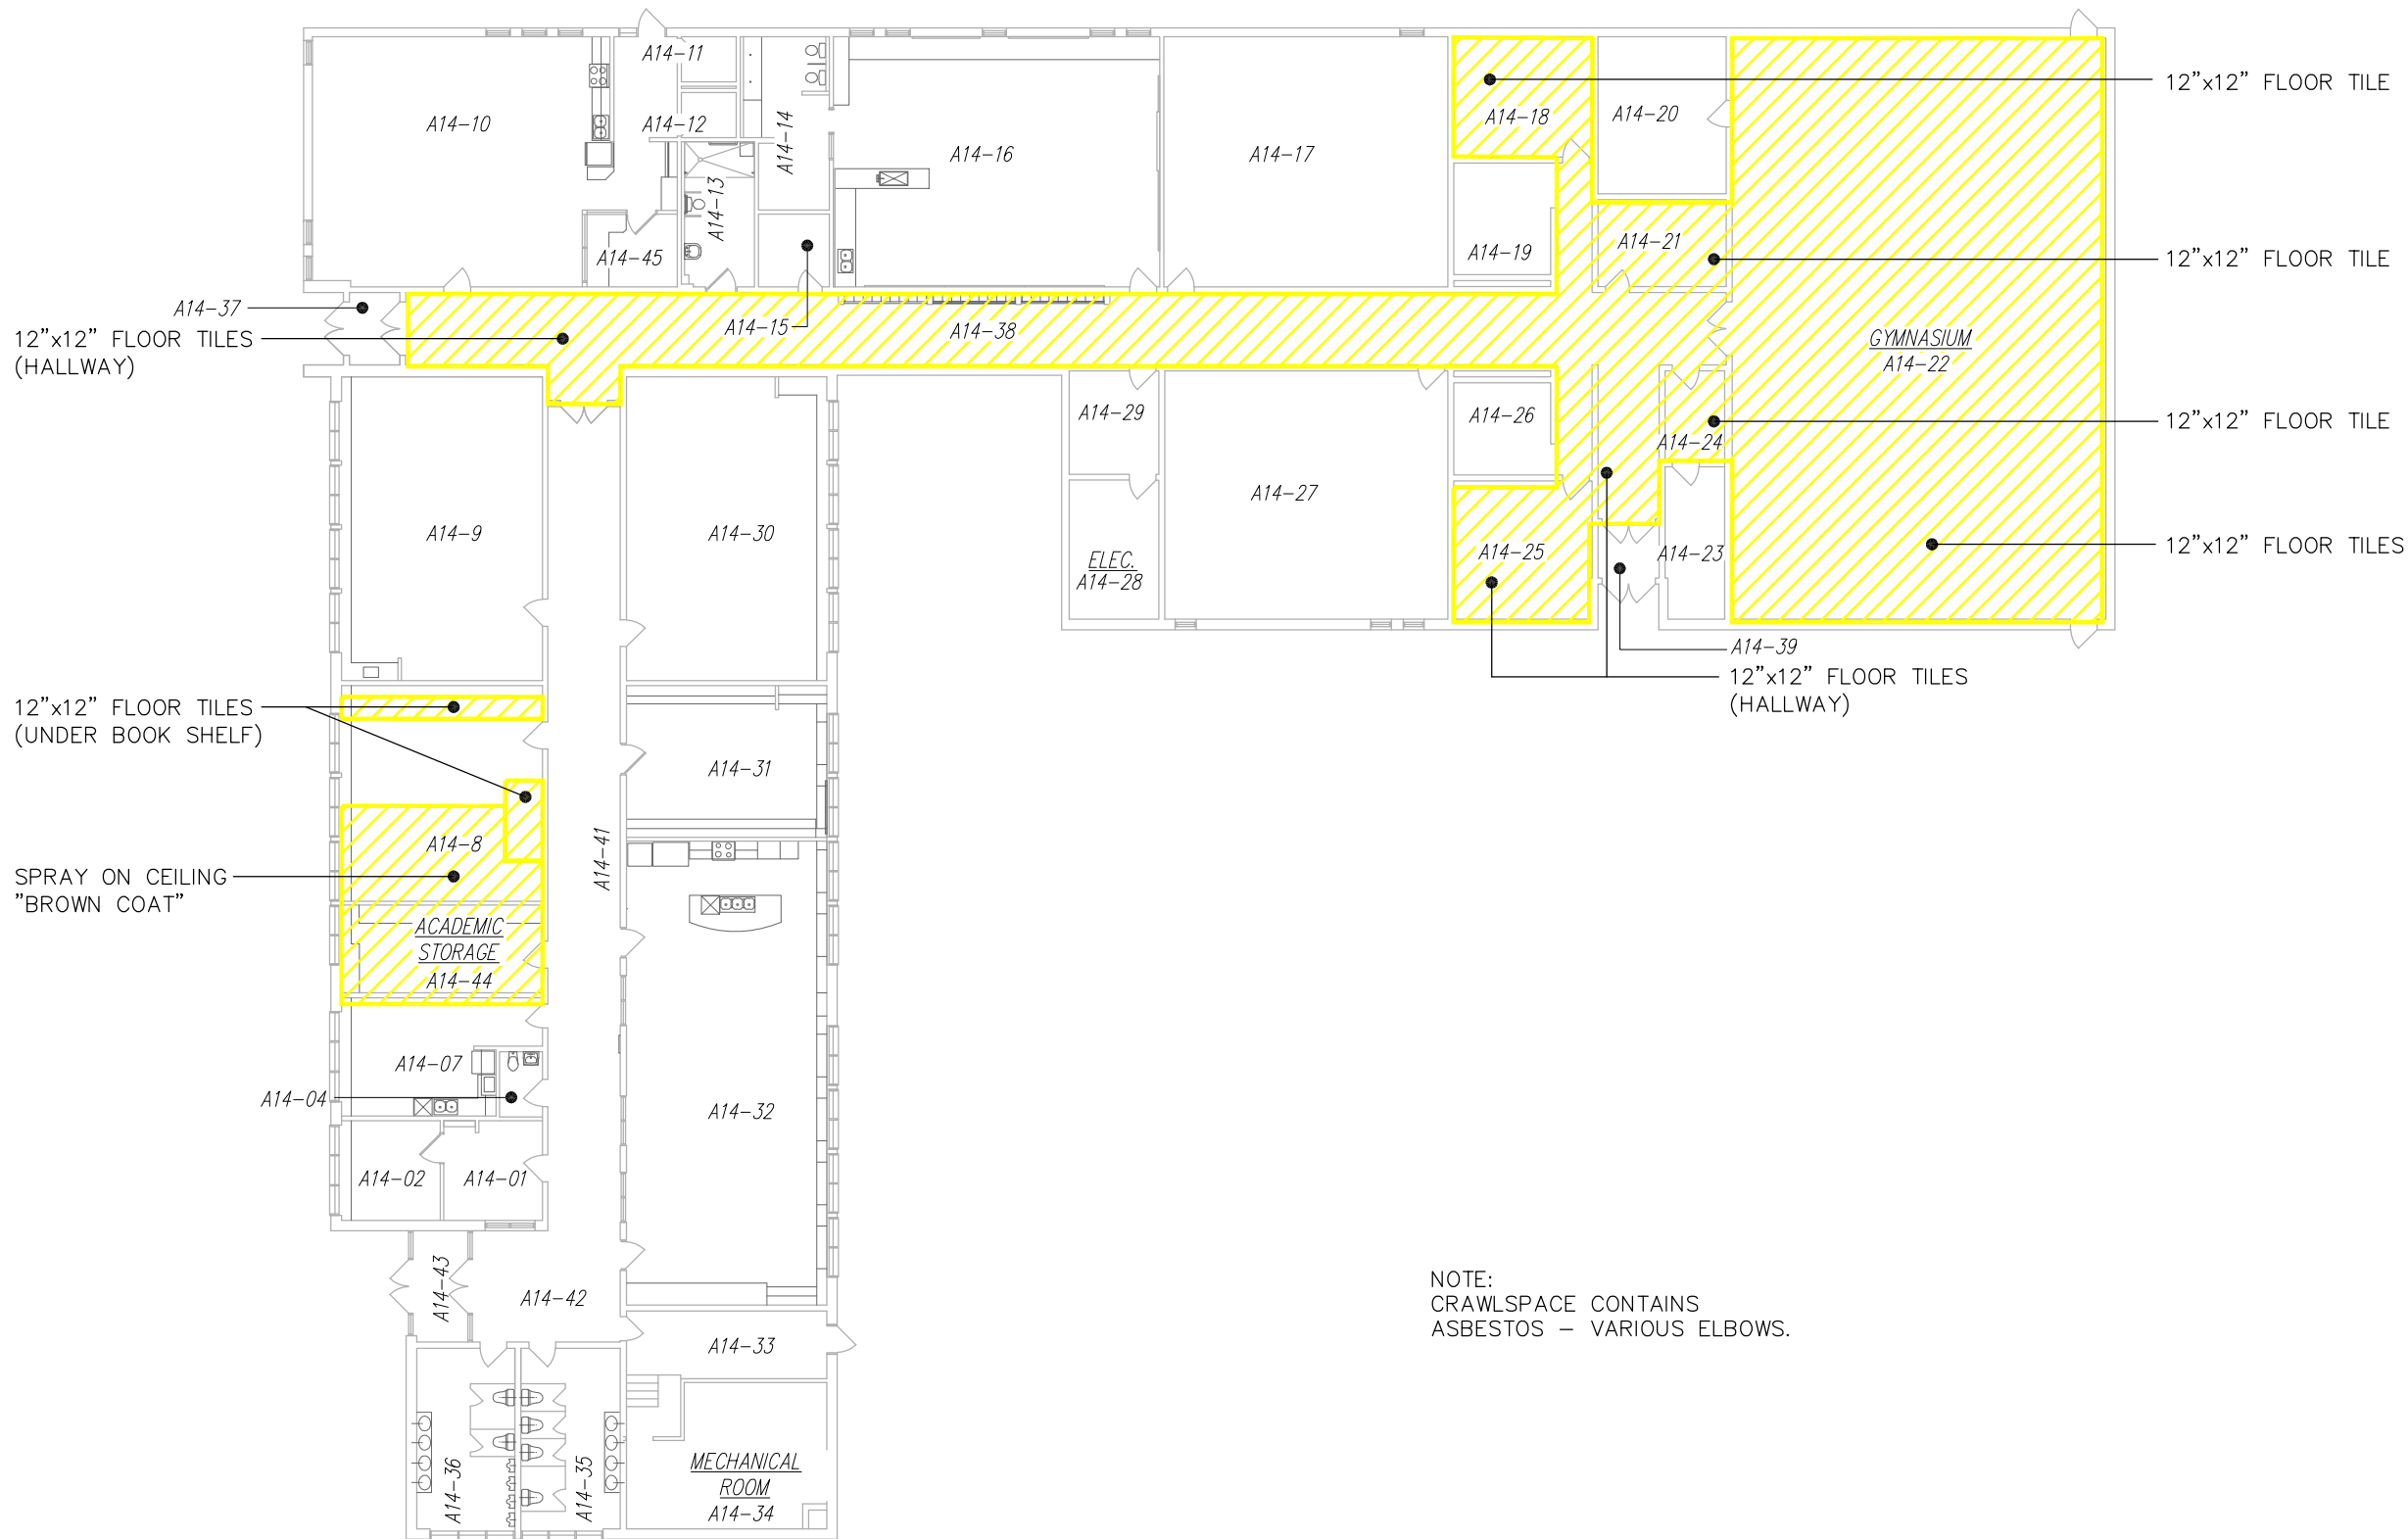 A14-11
12"x12" FLOOR TILE
A14-10
A14-12
A14-14
A14-16
A14-17
A14-18
A14-20
A14-13
A14-45
A14-19
A14-21
12"x12" FLOOR TILE
A14-37
A14-15
A14-38
12"x12" FLOOR TILES
(HALLWAY)
GYMNASIUM
A14-22
A14-29
A14-26
A14-24
12"x12" FLOOR TILE
A14-9
A14-30
A14-27
ELEC.
A14-28
A14-25
A14-23
12"x12" FLOOR TILES
A14-39
12"x12" FLOOR TILES
(HALLWAY)
12"x12" FLOOR TILES
(UNDER BOOK SHELF)
A14-31
A14-8
A14-41
SPRAY ON CEILING
"BROWN COAT"
ACADEMIC
STORAGE
A14-44
A14-07
A14-04
A14-32
A14-02
A14-01
A14-43
A14-42
NOTE:
CRAWLSPACE CONTAINS
ASBESTOS – VARIOUS ELBOWS.
A14-33
A14-36
A14-35
MECHANICAL
ROOM
A14-34